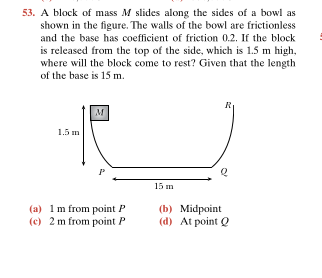 53. A block of mass M slides along the sides of a bowl as
shown in the figure. The walls of the bowl are frictionless
and the base has coefficient of friction 0.2. If the block
is released from the top of the side, which is 1.5 m high,
where will the block come to rest? Given that the length
of the base is 15 m.
M
R
1.5 m
P
Q
15 m
(a) 1 m from point P (b) Midpoint
(c) 2 m from point P (d) At point Q